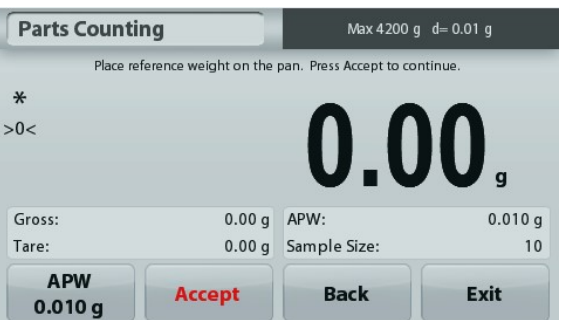 Parts Counting
Max 4200 g d= 0.01 g
Place reference weight on the pan. Press Accept to continue.
*
>0<
0.00 g
Gross: 0.00 g APW: 0.010 g
Tare: 0.00 g Sample Size: 10
APW
0.010 g
Accept
Back
Exit